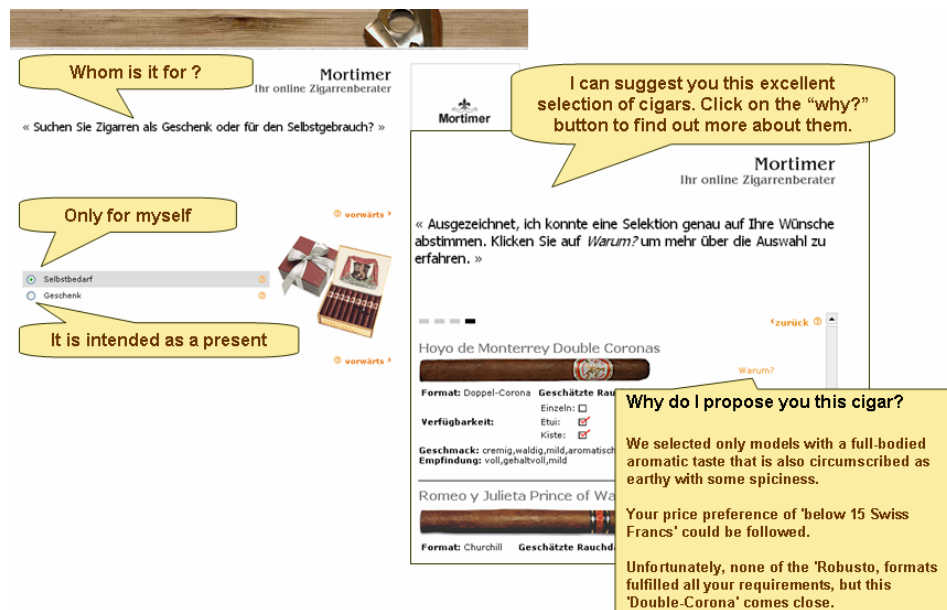 Whom is it for ?
Mortimer
Ihr online Zigarrenberater
« Suchen Sie Zigarren als Geschenk oder für den Selbstgebrauch? »
Only for myself
vorwärts
Selbstbedarf
Geschenk
It is intended as a present
vorwärts
Mortimer
I can suggest you this excellent
selection of cigars. Click on the “why?”
button to find out more about them.
Mortimer
Ihr online Zigarrenberater
« Ausgezeichnet, ich konnte eine Selektion genau auf Ihre Wünsche
abstimmen. Klicken Sie auf Warum? um mehr über die Auswahl zu
erfahren. »
zurück
Hoyo de Monterrey Double Coronas
Warum?
Format: Doppel-Corona Geschätzte Rau
Einzeln:
Verfügbarkeit: Etui:
Kiste:
Geschmack: cremig,waldig,mild,aromatisch
Empfindung: voll,gehaltvoll,mild
Romeo y Julieta Prince of Wa
Format: Churchill Geschätzte Rauchda
Why do I propose you this cigar?
We selected only models with a full-bodied
aromatic taste that is also circumscribed as
earthy with some spiciness.
Your price preference of 'below 15 Swiss
Francs' could be followed.
Unfortunately, none of the 'Robusto, formats
fulfilled all your requirements, but this
'Double-Corona' comes close.